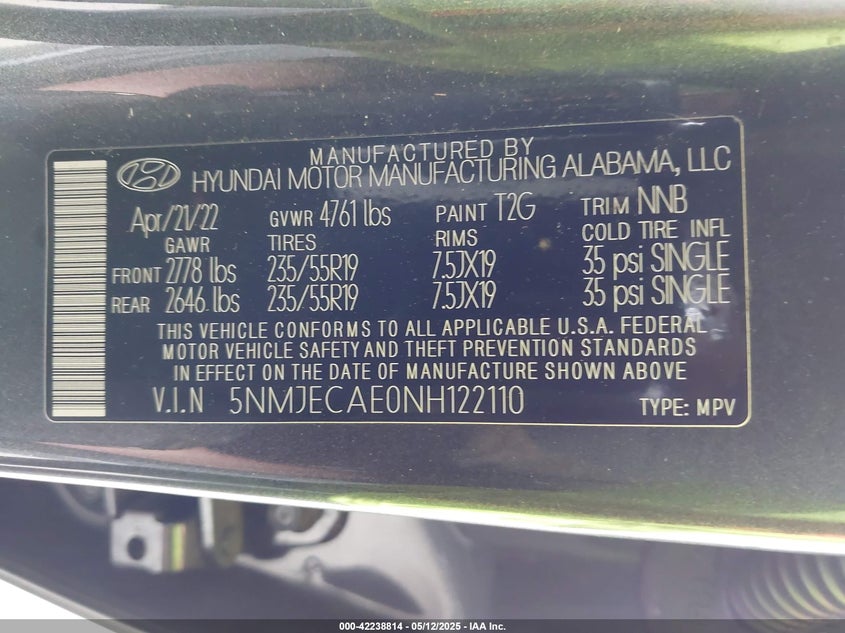 MANUFACTURED BY
HYUNDAI MOTOR MANUFACTURING ALABAMA, LLC
Apr/21/22 GVWR 4761 lbs PAINT T2G TRIM NNB
GAWR TIRES RIMS COLD TIRE INFL
FRONT 2778 lbs 235/55R19 7.5JX19 35 psi SINGLE
REAR 2646 lbs 235/55R19 7.5JX19 35 psi SINGLE
THIS VEHICLE CONFORMS TO ALL APPLICABLE U.S.A. FEDERAL
MOTOR VEHICLE SAFETY AND THEFT PREVENTION STANDARDS
IN EFFECT ON THE DATE OF MANUFACTURE SHOWN ABOVE
V.I.N 5NMJECAE0NH122110 TYPE: MPV
000-42238814 - 05/12/2025 - IAA Inc.